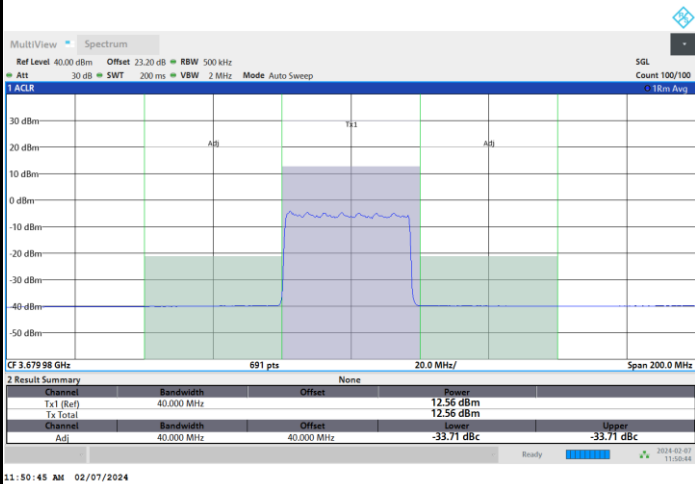 MultiView Spectrum
Ref Level 40.00 dBm Offset 23.20 dB RBW 500 kHz SGL
Att 30 dB SWT 200 ms VBW 2 MHz Mode Auto Sweep Count 100/100
1 ACLR 1Rm Avg
30 dBm
Tx1
20 dBm
Adj Adj
10 dBm
0 dBm
-10 dBm
-20 dBm
-30 dBm
-40 dBm
-50 dBm
CF 3.679 98 GHz 691 pts 20.0 MHz/ Span 200.0 MHz
2 Result Summary None
Channel Bandwidth Offset Power
Tx1 (Ref) 40.000 MHz 12.56 dBm
Tx Total 12.56 dBm
Channel Bandwidth Offset Lower Upper
Adj 40.000 MHz 40.000 MHz -33.71 dBc -33.71 dBc
Ready 2024-02-07
11:50:44
11:50:45 AM 02/07/2024